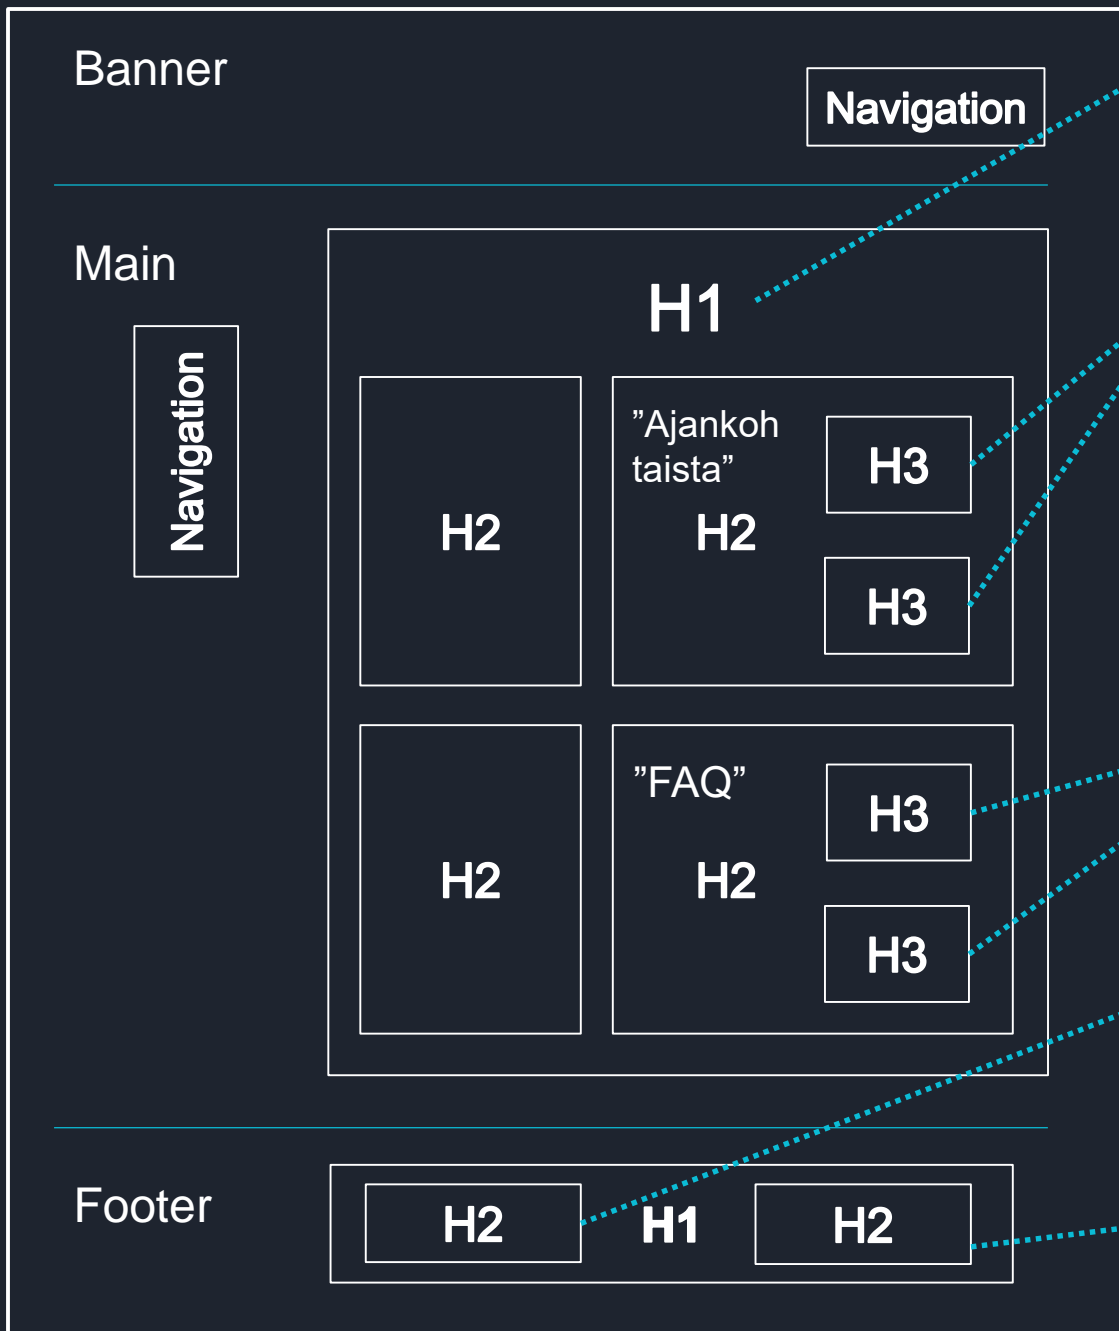 Banner
Navigation
Main
Navigation
H1
H2
”Ajankoh
taista”
H2
H3
H3
H2
”FAQ”
H2
H3
H3
Footer
H2
H1
H2